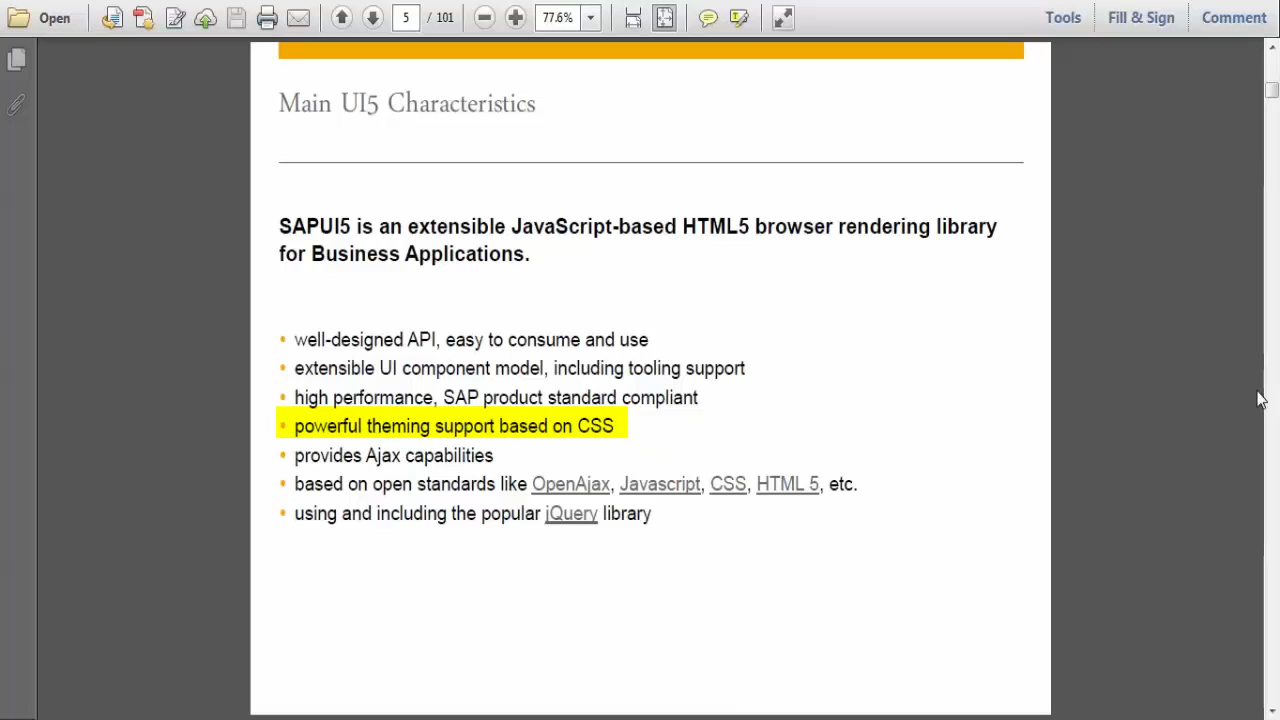 Open
5 / 101
77.6%
Tools
Fill & Sign
Comment
Main UI5 Characteristics
SAPUI5 is an extensible JavaScript-based HTML5 browser rendering library
for Business Applications.
• well-designed API, easy to consume and use
• extensible UI component model, including tooling support
• high performance, SAP product standard compliant
• powerful theming support based on CSS
• provides Ajax capabilities
• based on open standards like OpenAjax, Javascript, CSS, HTML 5, etc.
• using and including the popular jQuery library